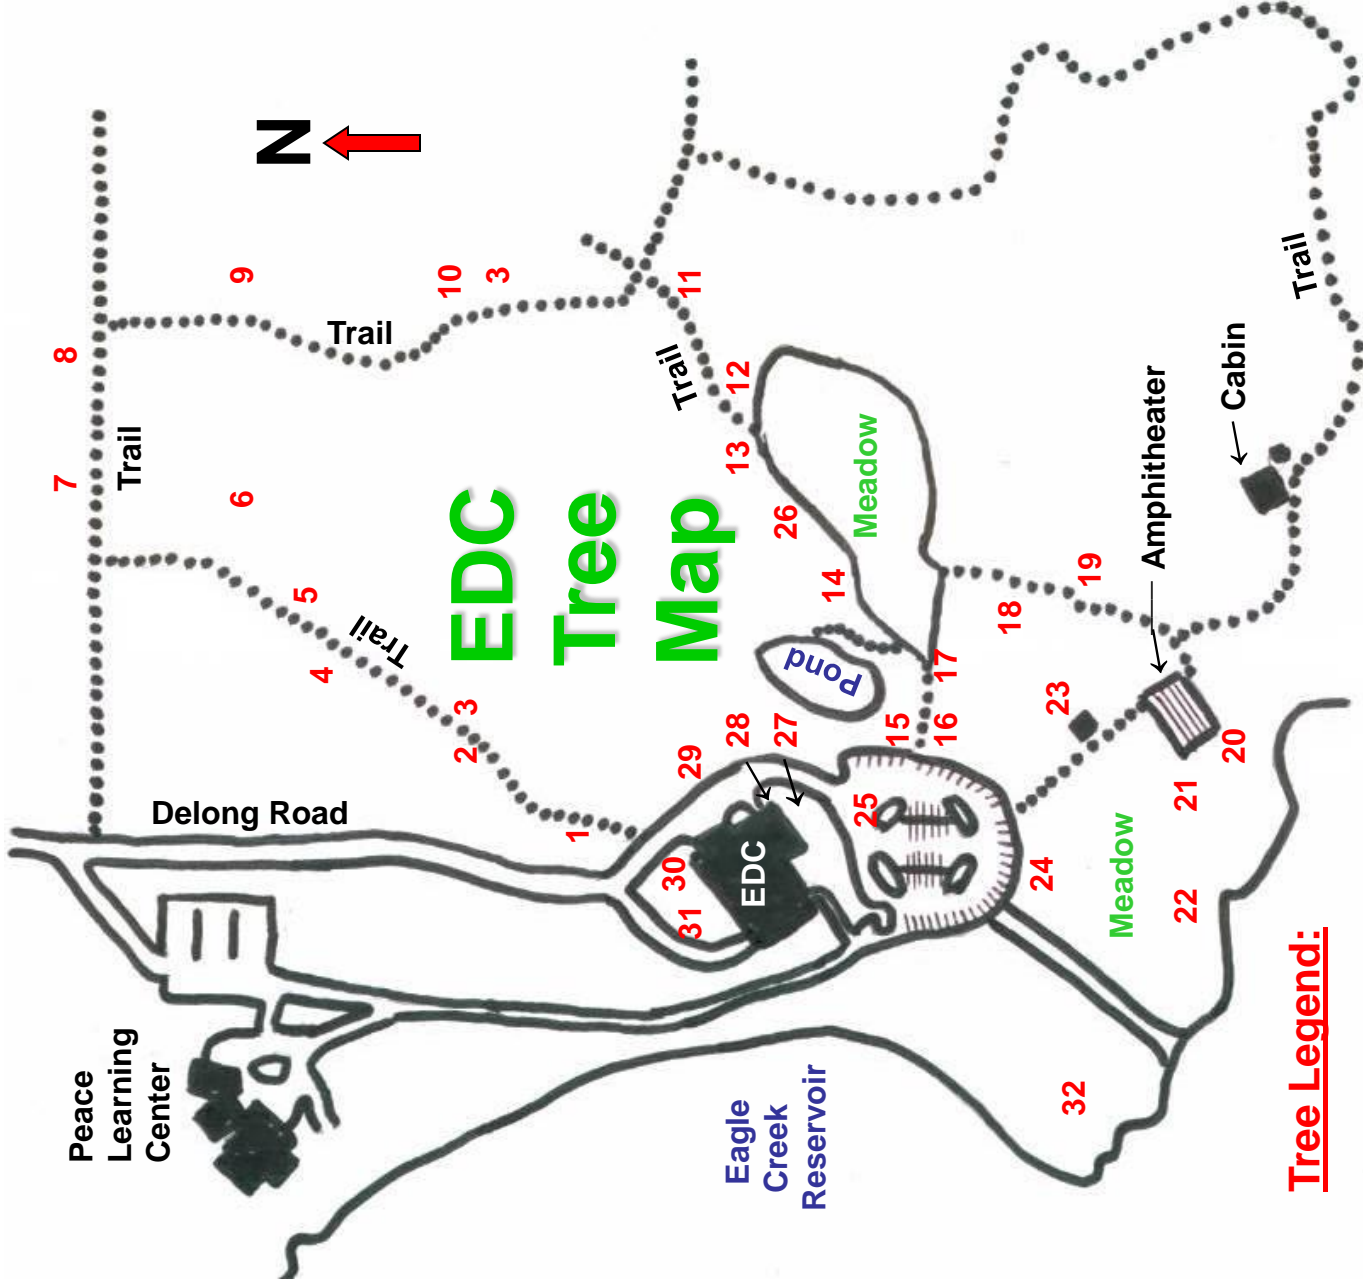 EDC
Tree
Map
N
Delong Road
Peace
Learning
Center
Eagle
Creek
Reservoir
EDC
Pond
Meadow
Meadow
Amphitheater
Cabin
Trail
Trail
Trail
Trail
Trail
1
2
3
4
5
6
7
8
9
10
3
11
12
13
26
14
15
16
17
18
19
20
21
22
23
24
25
27
28
29
30
31
32
Tree Legend: